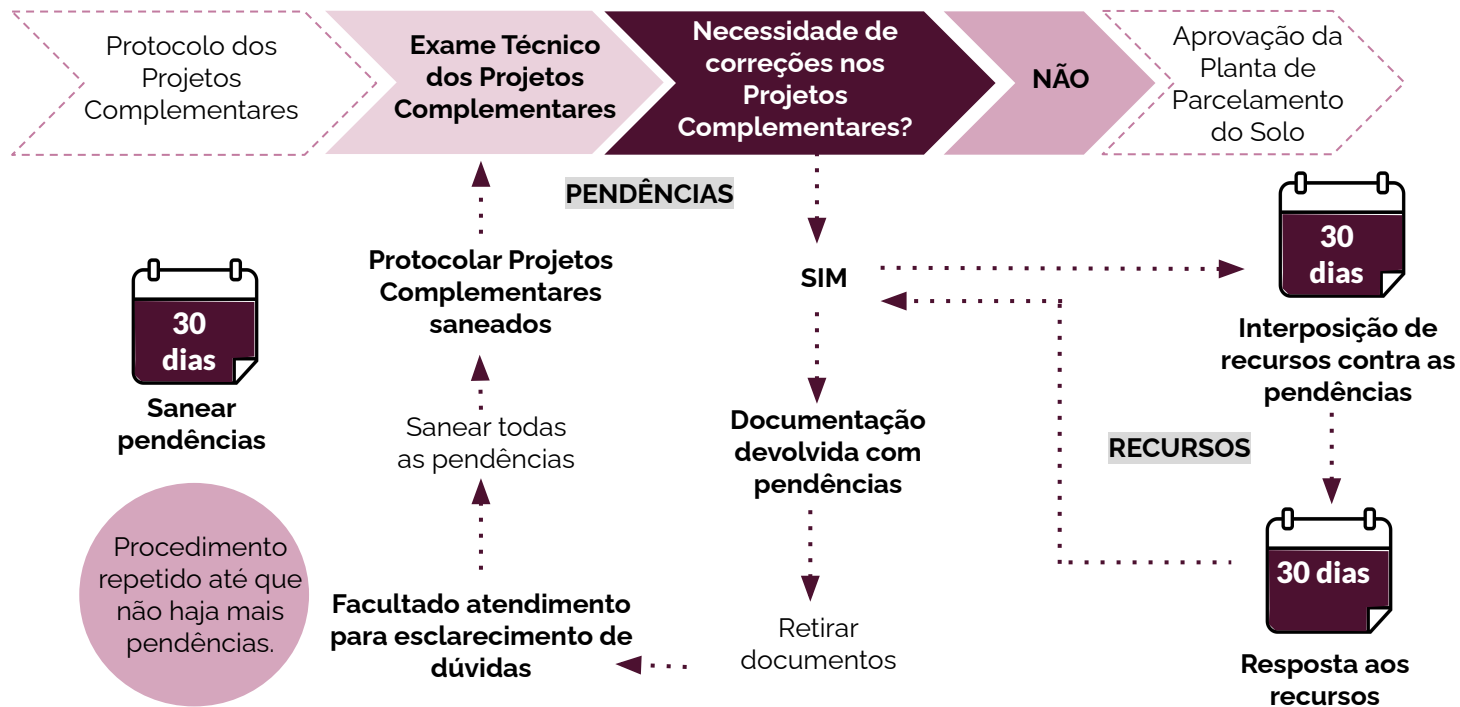 Protocolo dos
Projetos
Complementares
Exame Técnico
dos Projetos
Complementares
Necessidade de
correções nos
Projetos
Complementares?
NÃO
Aprovação da
Planta de
Parcelamento
do Solo
PENDÊNCIAS
30
dias
Sanear
pendências
Protocolar Projetos
Complementares
saneados
SIM
30
dias
Interposição de
recursos contra as
pendências
Sanear todas
as pendências
Documentação
devolvida com
pendências
RECURSOS
Procedimento
repetido até que
não haja mais
pendências.
Facultado atendimento
para esclarecimento de
dúvidas
Retirar
documentos
30 dias
Resposta aos
recursos